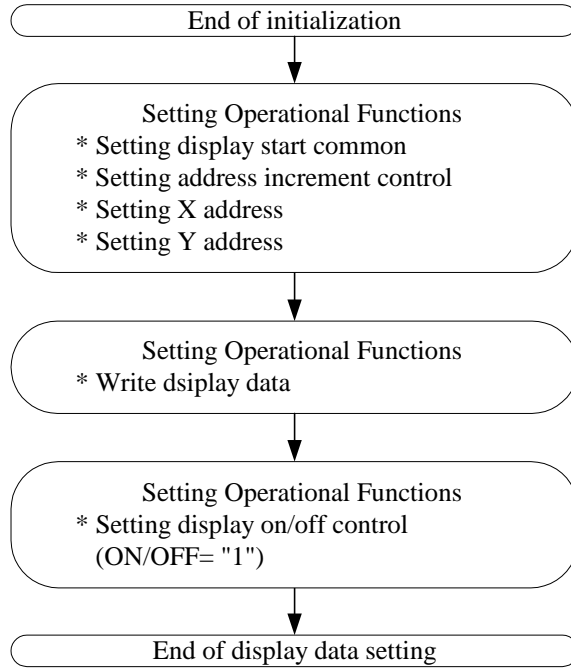 End of initialization
Setting Operational Functions
* Setting display start common
* Setting address increment control
* Setting X address
* Setting Y address
Setting Operational Functions
* Write dsiplay data
Setting Operational Functions
* Setting display on/off control
(ON/OFF= "1")
End of display data setting